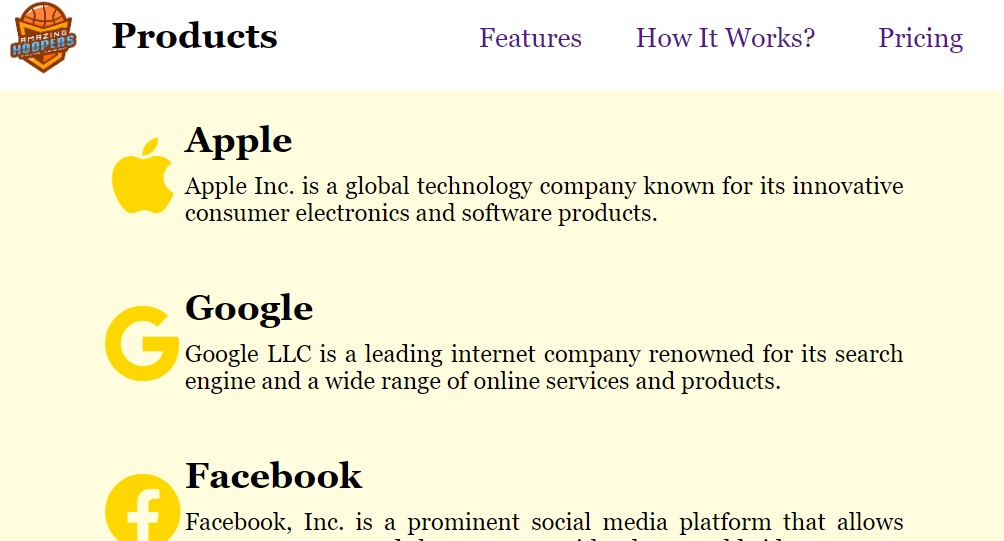 AMAZING
HOOPERS
Products
Features
How It Works?
Pricing
Apple
Apple Inc. is a global technology company known for its innovative
consumer electronics and software products.
Google
Google LLC is a leading internet company renowned for its search
engine and a wide range of online services and products.
Facebook
Facebook, Inc. is a prominent social media platform that allows